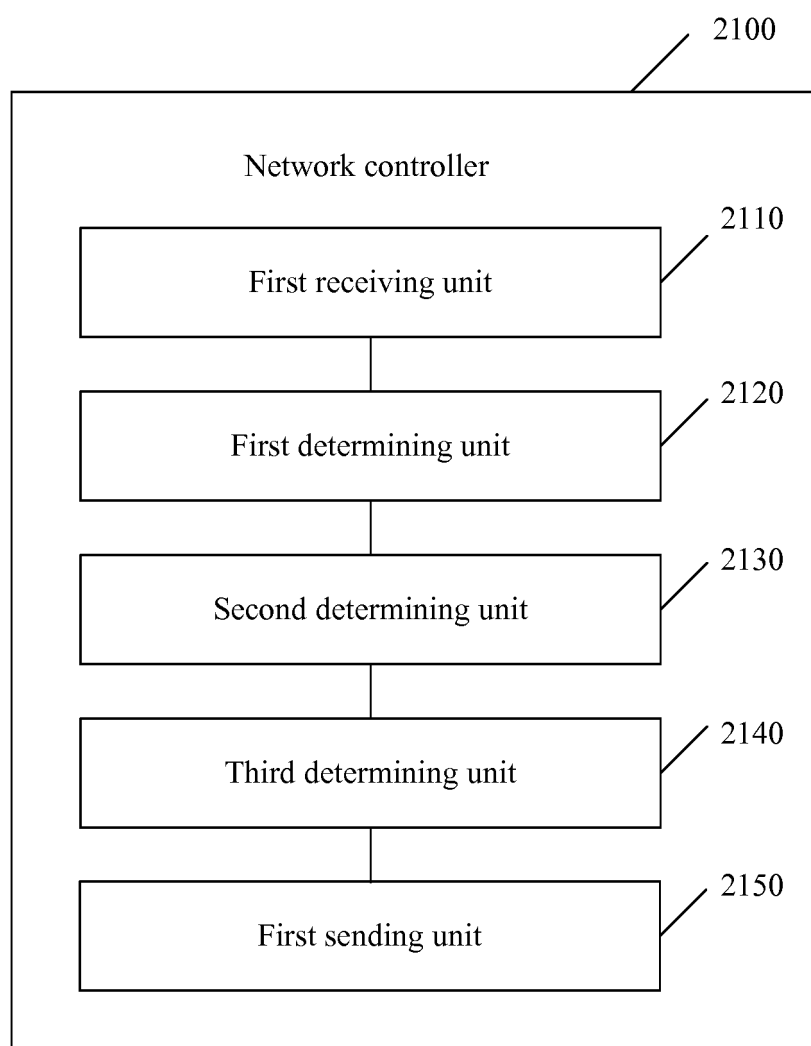 2100
Network controller
2110
First receiving unit
2120
First determining unit
2130
Second determining unit
2140
Third determining unit
2150
First sending unit